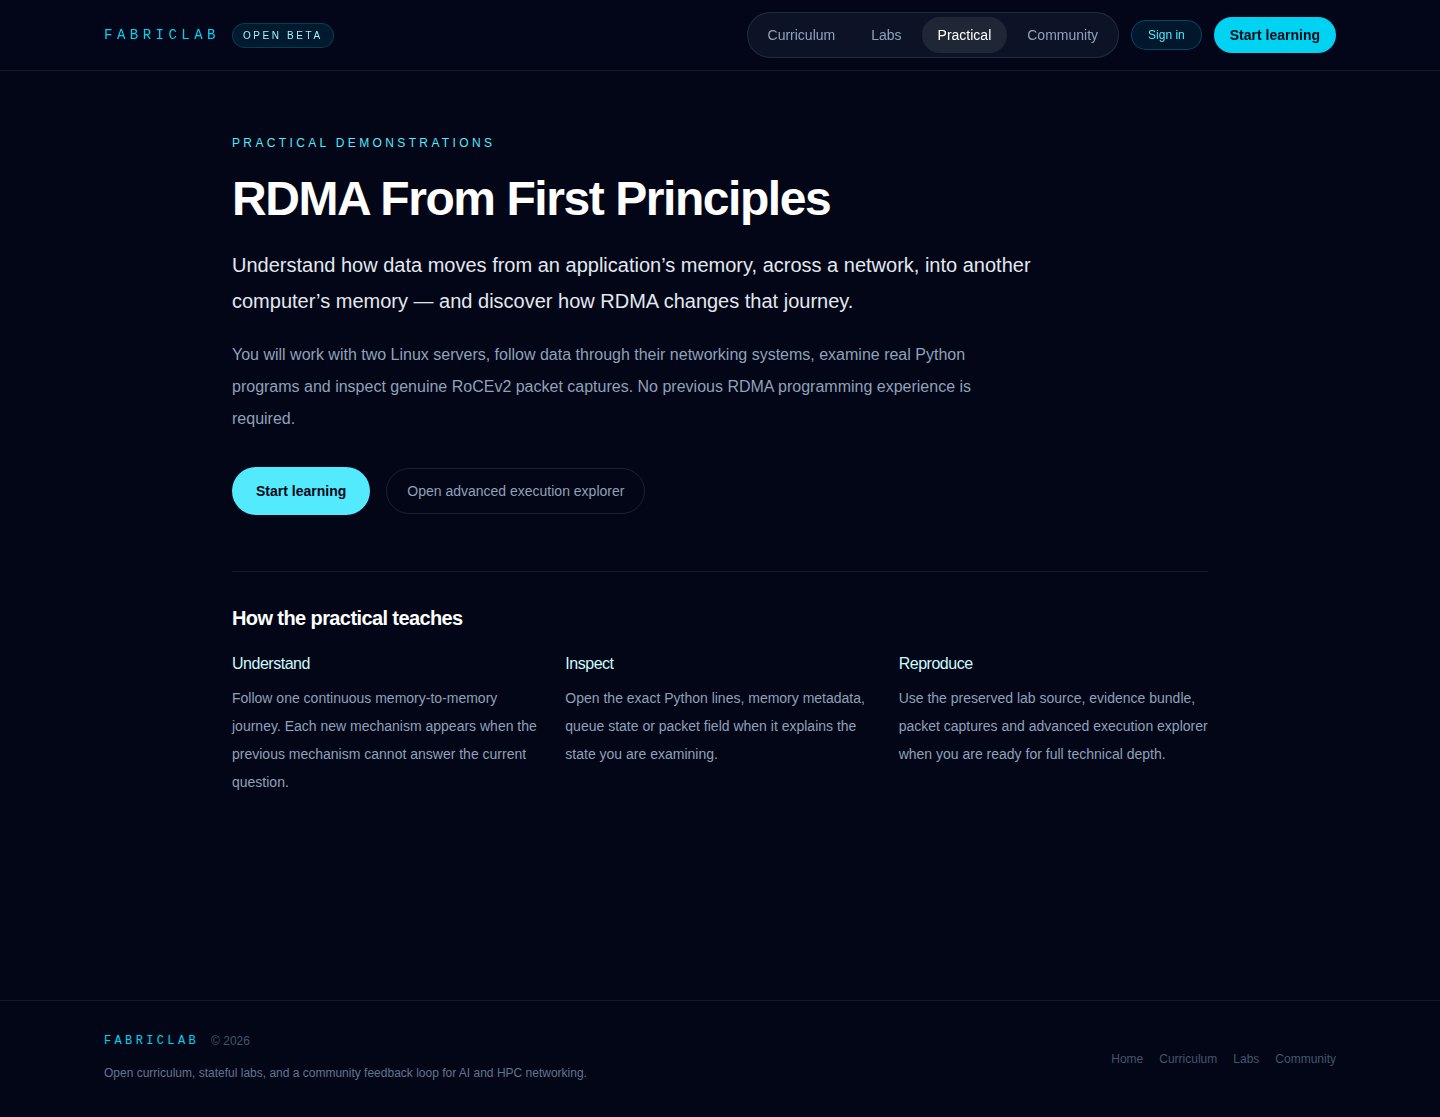 FABRICLAB OPEN BETA Curriculum Labs Practical Community Sign in Start learning
PRACTICAL DEMONSTRATIONS
RDMA From First Principles
Understand how data moves from an application’s memory, across a network, into another
computer’s memory — and discover how RDMA changes that journey.
You will work with two Linux servers, follow data through their networking systems, examine real Python
programs and inspect genuine RoCEv2 packet captures. No previous RDMA programming experience is
required.
Start learning Open advanced execution explorer
How the practical teaches
Understand
Follow one continuous memory-to-memory
journey. Each new mechanism appears when the
previous mechanism cannot answer the current
question.
Inspect
Open the exact Python lines, memory metadata,
queue state or packet field when it explains the
state you are examining.
Reproduce
Use the preserved lab source, evidence bundle,
packet captures and advanced execution explorer
when you are ready for full technical depth.
FABRICLAB © 2026
Open curriculum, stateful labs, and a community feedback loop for AI and HPC networking.
Home Curriculum Labs Community